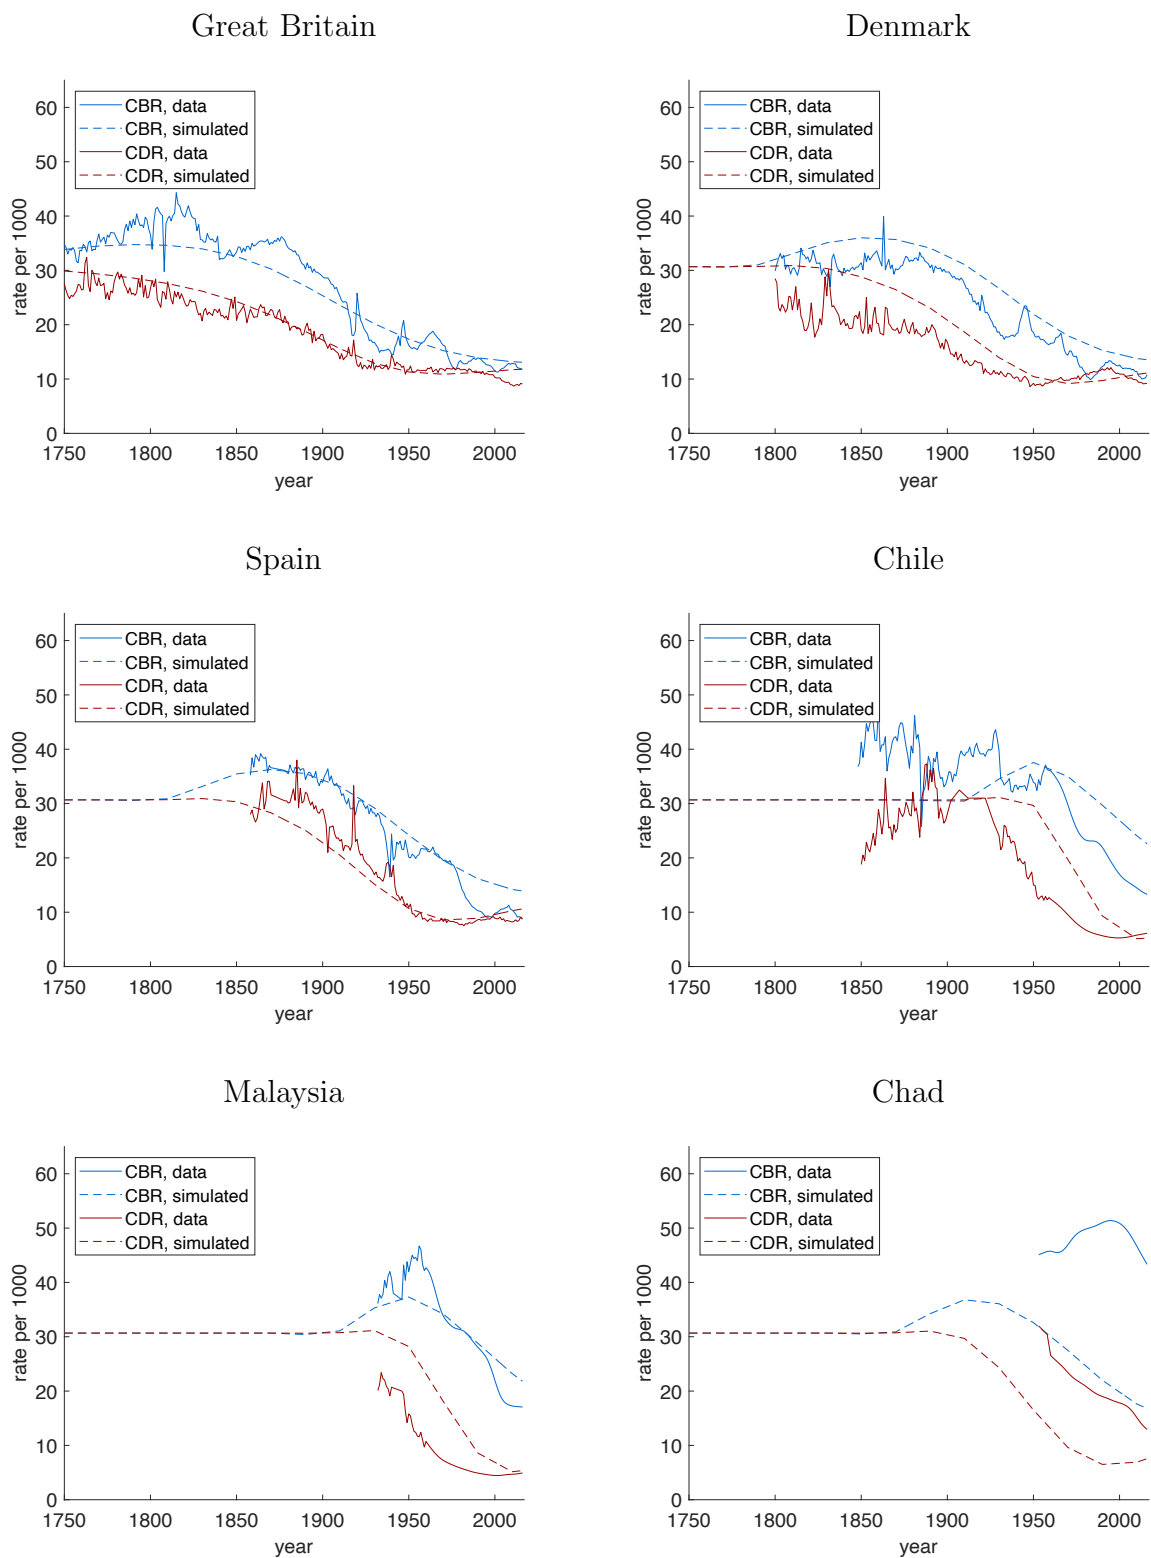 Great Britain
CBR, data
CBR, simulated
CDR, data
CDR, simulated
rate per 1000
60
50
40
30
20
10
0
1750 1800 1850 1900 1950 2000
year
Denmark
CBR, data
CBR, simulated
CDR, data
CDR, simulated
rate per 1000
60
50
40
30
20
10
0
1750 1800 1850 1900 1950 2000
year
Spain
CBR, data
CBR, simulated
CDR, data
CDR, simulated
rate per 1000
60
50
40
30
20
10
0
1750 1800 1850 1900 1950 2000
year
Chile
CBR, data
CBR, simulated
CDR, data
CDR, simulated
rate per 1000
60
50
40
30
20
10
0
1750 1800 1850 1900 1950 2000
year
Malaysia
CBR, data
CBR, simulated
CDR, data
CDR, simulated
rate per 1000
60
50
40
30
20
10
0
1750 1800 1850 1900 1950 2000
year
Chad
CBR, data
CBR, simulated
CDR, data
CDR, simulated
rate per 1000
60
50
40
30
20
10
0
1750 1800 1850 1900 1950 2000
year